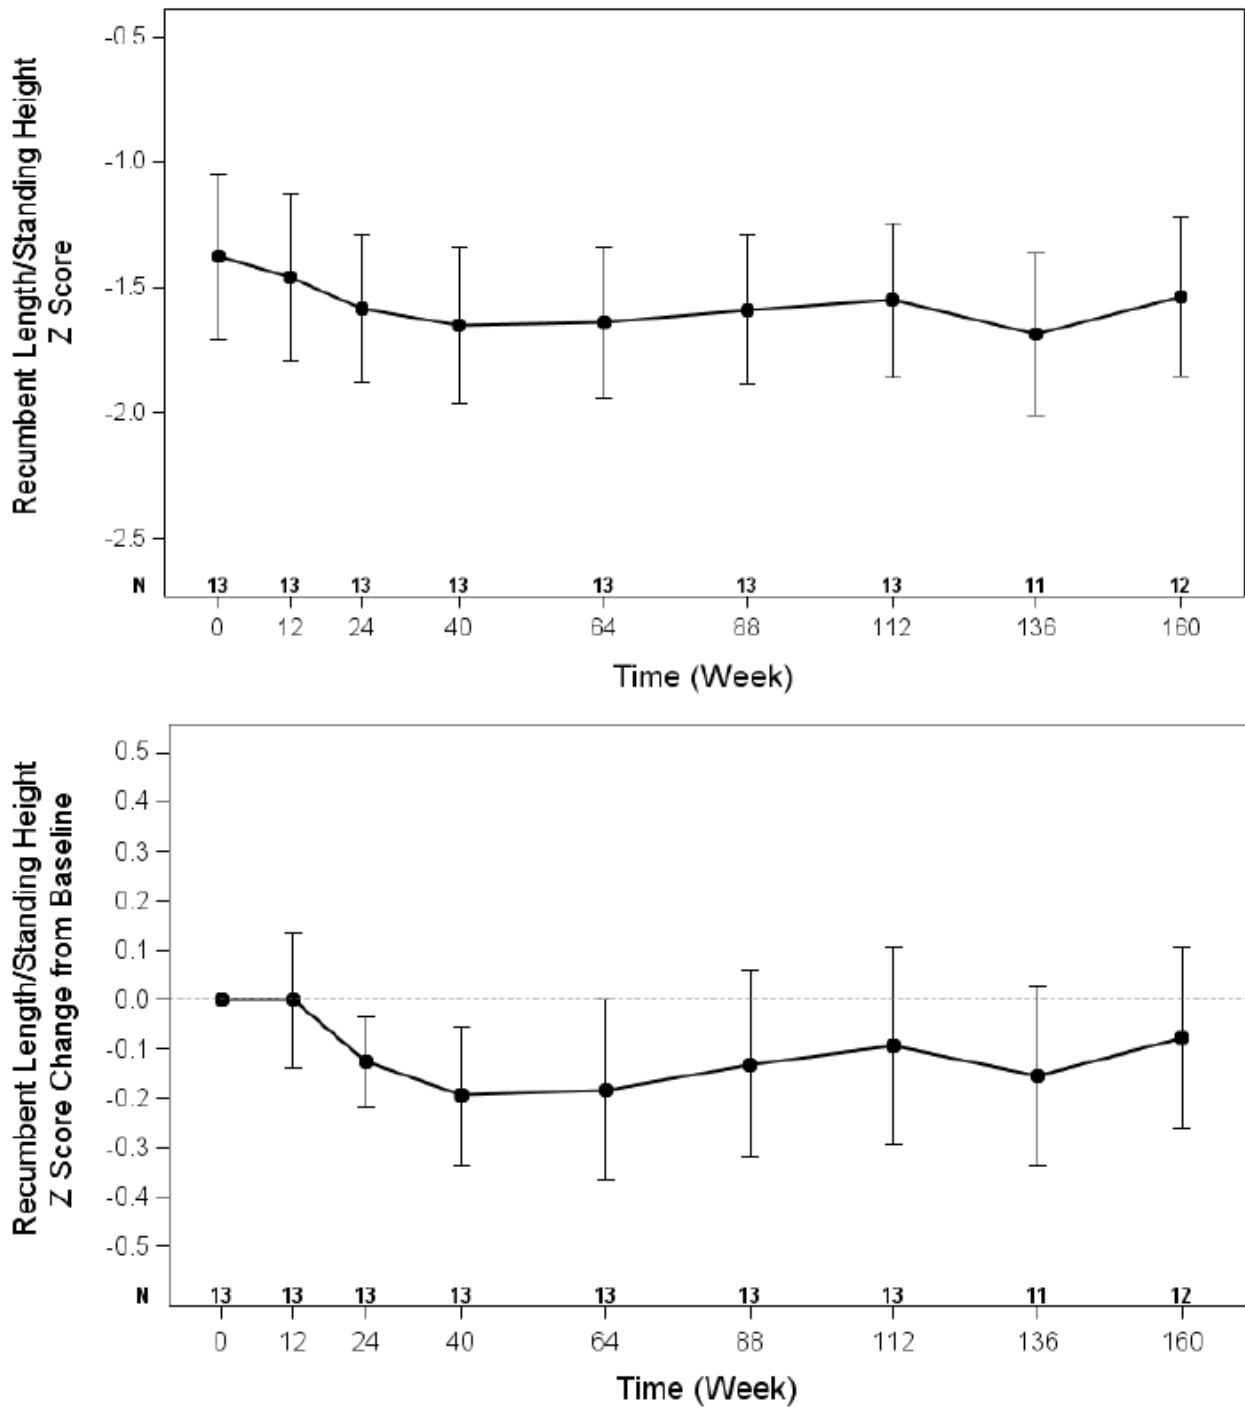 Recumbent Length/Standing Height
Z Score
-0.5
-1.0
-1.5
-2.0
-2.5
N 13 13 13 13 13 13 13 11 12
0 12 24 40 64 88 112 136 160
Time (Week)
Recumbent Length/Standing Height
Z Score Change from Baseline
0.5
0.4
0.3
0.2
0.1
0.0
-0.1
-0.2
-0.3
-0.4
-0.5
N 13 13 13 13 13 13 13 11 12
0 12 24 40 64 88 112 136 160
Time (Week)